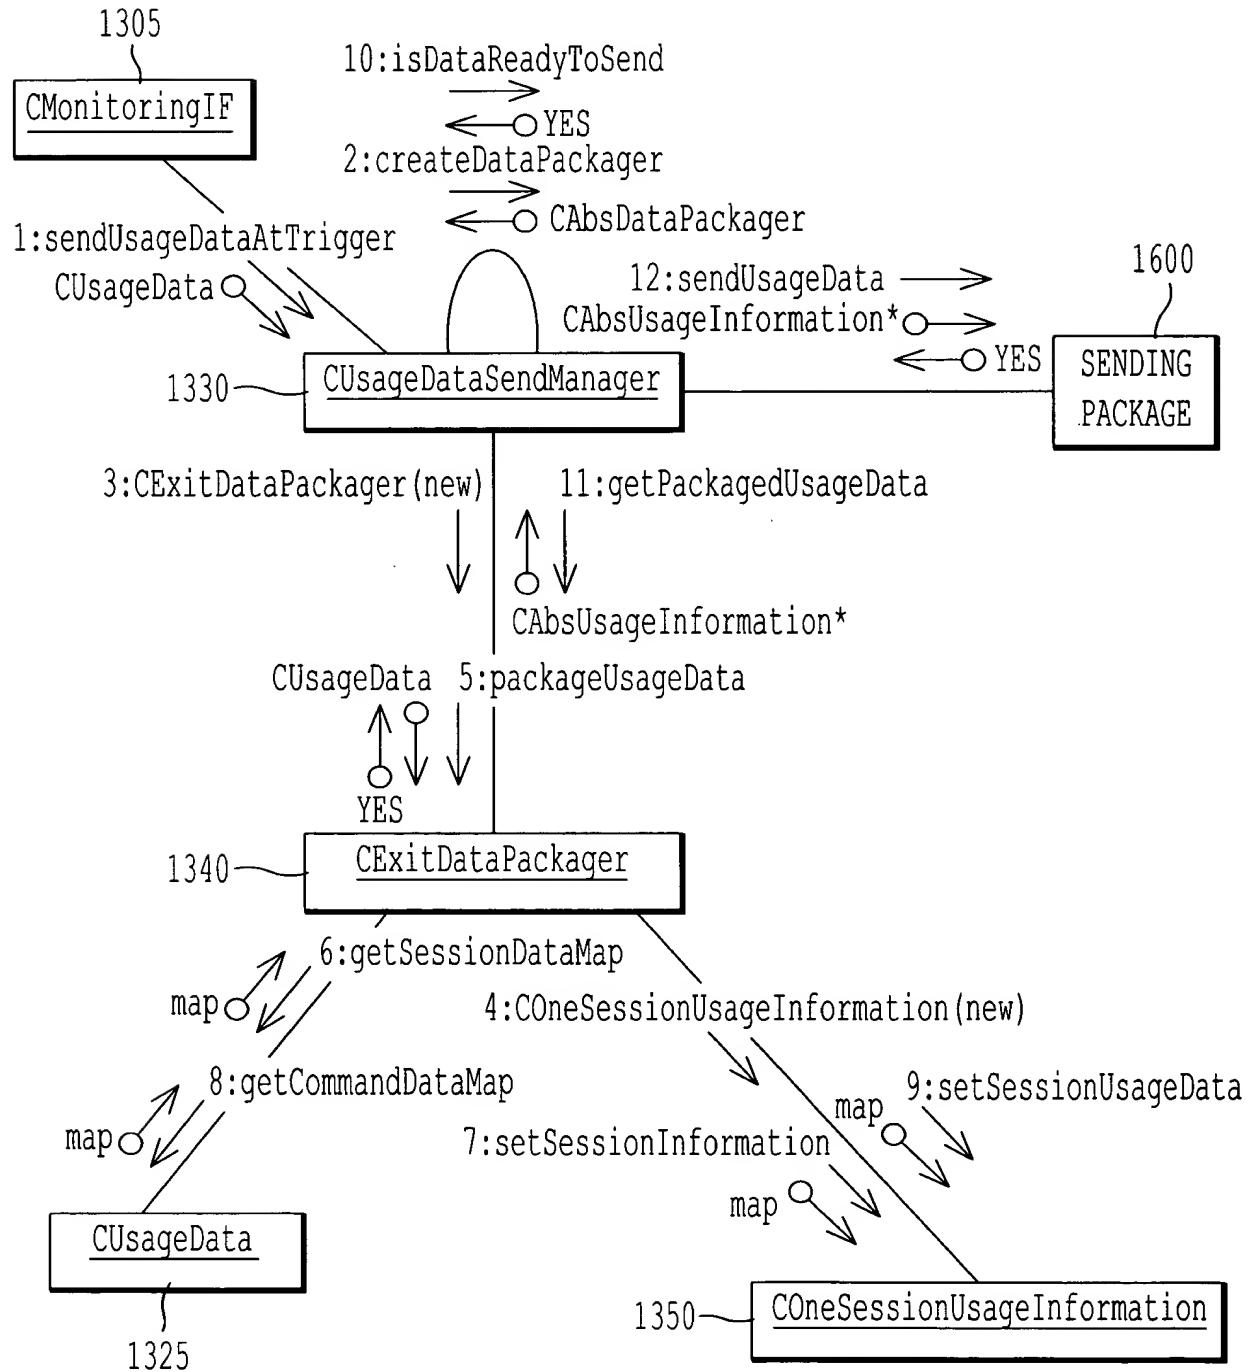 1305
10:isDataReadyToSend
CMonitoringIF
YES
2:createDataPackager
CAbsDataPackager
1:sendUsageDataAtTrigger
CUsageData
12:sendUsageData
1600
CAbsUsageInformation*
YES
SENDING
PACKAGE
1330
CUsageDataSendManager
3:CExitDataPackager(new)
11:getPackagedUsageData
CAbsUsageInformation*
CUsageData
5:packageUsageData
YES
1340
CExitDataPackager
6:getSessionDataMap
map
4:COneSessionUsageInformation(new)
8:getCommandDataMap
map
9:setSessionUsageData
map
7:setSessionInformation
map
CUsageData
1325
1350
COneSessionUsageInformation